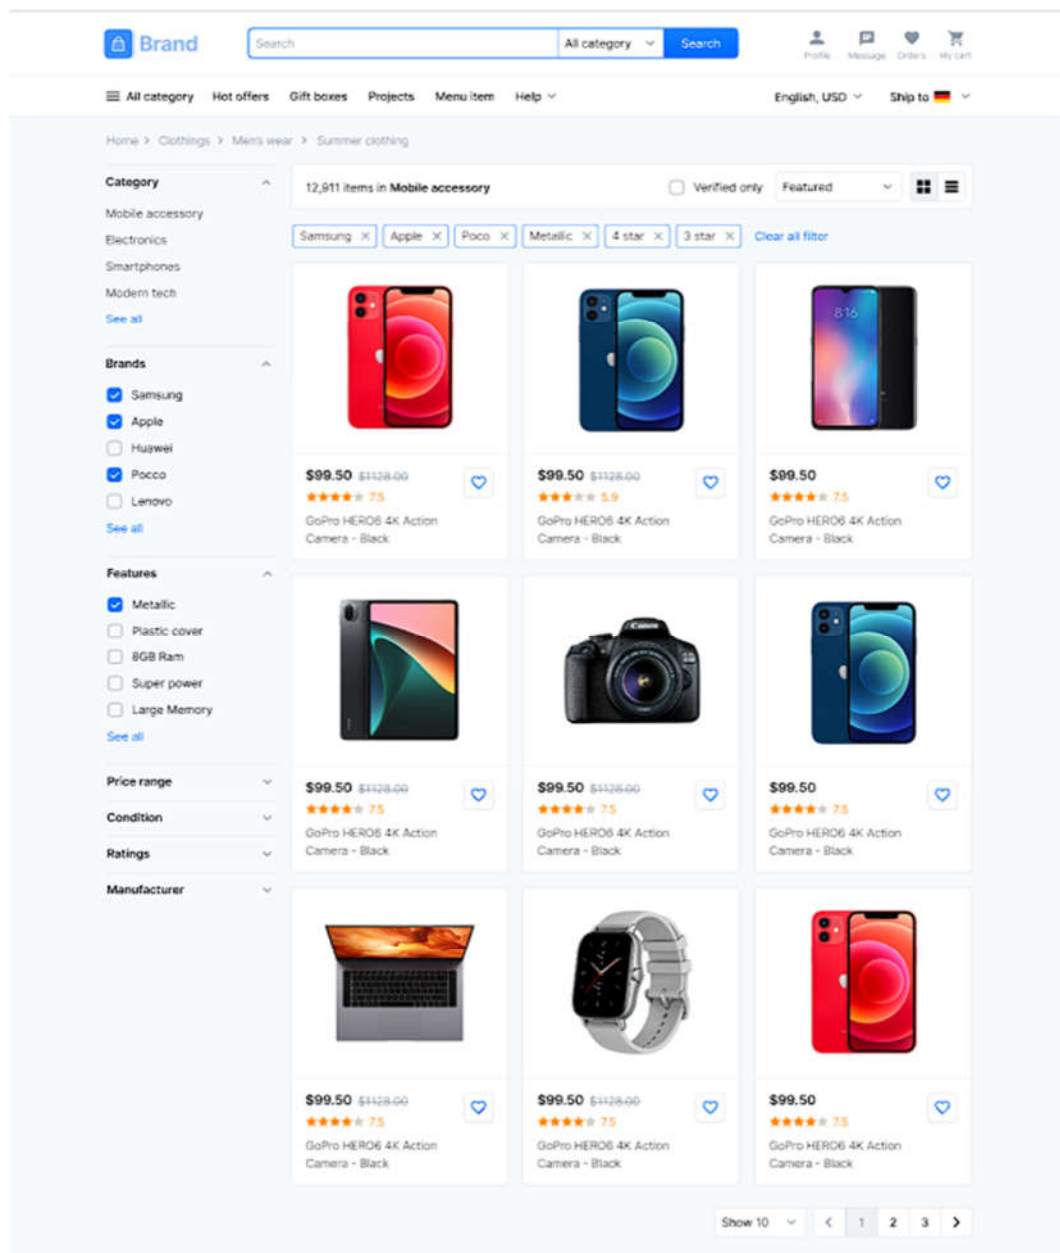 Brand
Search
All category
Search
Profile
Message
Orders
My cart
All category
Hot offers
Gift boxes
Projects
Menu item
Help
English, USD
Ship to
Home > Clothings > Men's wear > Summer clothing
Category
Mobile accessory
Electronics
Smartphones
Modern tech
See all
Brands
Samsung
Apple
Huawei
Pocco
Lenovo
See all
Features
Metallic
Plastic cover
8GB Ram
Super power
Large Memory
See all
Price range
Condition
Ratings
Manufacturer
12,911 items in Mobile accessory
Verified only
Featured
Samsung
Apple
Poco
Metallic
4 star
3 star
Clear all filter
8:16
$99.50 $1128.00
7.5
GoPro HERO6 4K Action
Camera - Black
$99.50 $1128.00
5.9
GoPro HERO6 4K Action
Camera - Black
$99.50
7.5
GoPro HERO6 4K Action
Camera - Black
Canon
$99.50 $1128.00
7.5
GoPro HERO6 4K Action
Camera - Black
$99.50 $1128.00
7.5
GoPro HERO6 4K Action
Camera - Black
$99.50
7.5
GoPro HERO6 4K Action
Camera - Black
$99.50 $1128.00
7.5
GoPro HERO6 4K Action
Camera - Black
$99.50 $1128.00
7.5
GoPro HERO6 4K Action
Camera - Black
$99.50
7.5
GoPro HERO6 4K Action
Camera - Black
Show 10
1
2
3